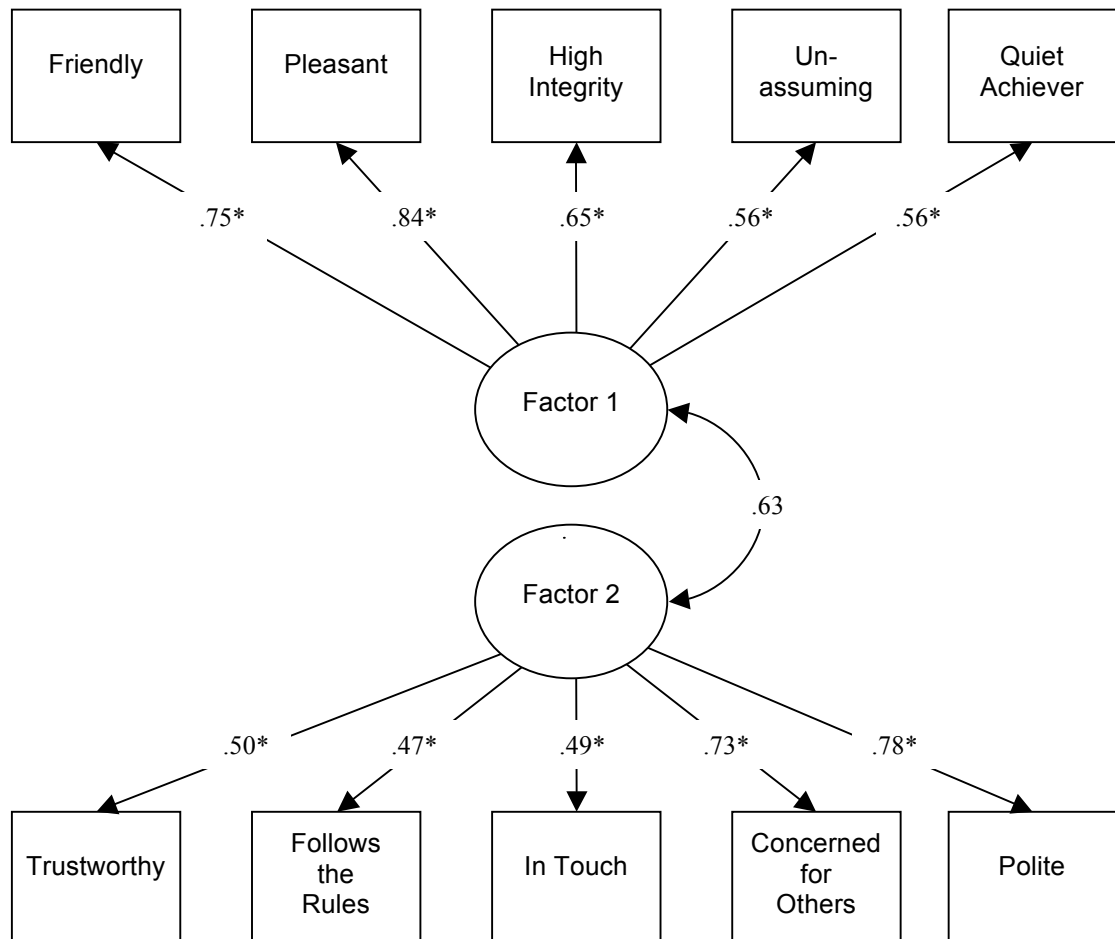 Friendly
Pleasant
High
Integrity
Un-
assuming
Quiet
Achiever
.75*
.84*
.65*
.56*
.56*
Factor 1
.63
Factor 2
.50*
.47*
.49*
.73*
.78*
Trustworthy
Follows
the
Rules
In Touch
Concerned
for
Others
Polite